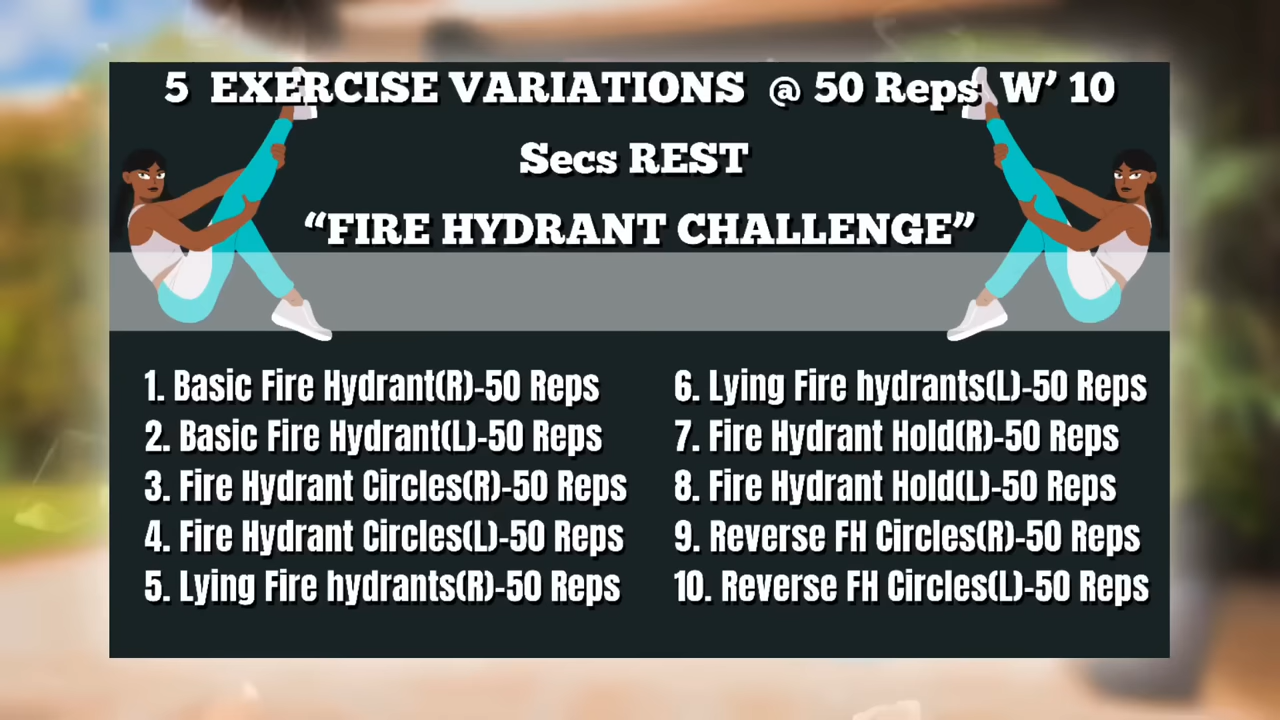 5 EXERCISE VARIATIONS @ 50 Reps W' 10
Secs REST
“FIRE HYDRANT CHALLENGE”
1. Basic Fire Hydrant(R)-50 Reps
2. Basic Fire Hydrant(L)-50 Reps
3. Fire Hydrant Circles(R)-50 Reps
4. Fire Hydrant Circles(L)-50 Reps
5. Lying Fire hydrants(R)-50 Reps
6. Lying Fire hydrants(L)-50 Reps
7. Fire Hydrant Hold(R)-50 Reps
8. Fire Hydrant Hold(L)-50 Reps
9. Reverse FH Circles(R)-50 Reps
10. Reverse FH Circles(L)-50 Reps